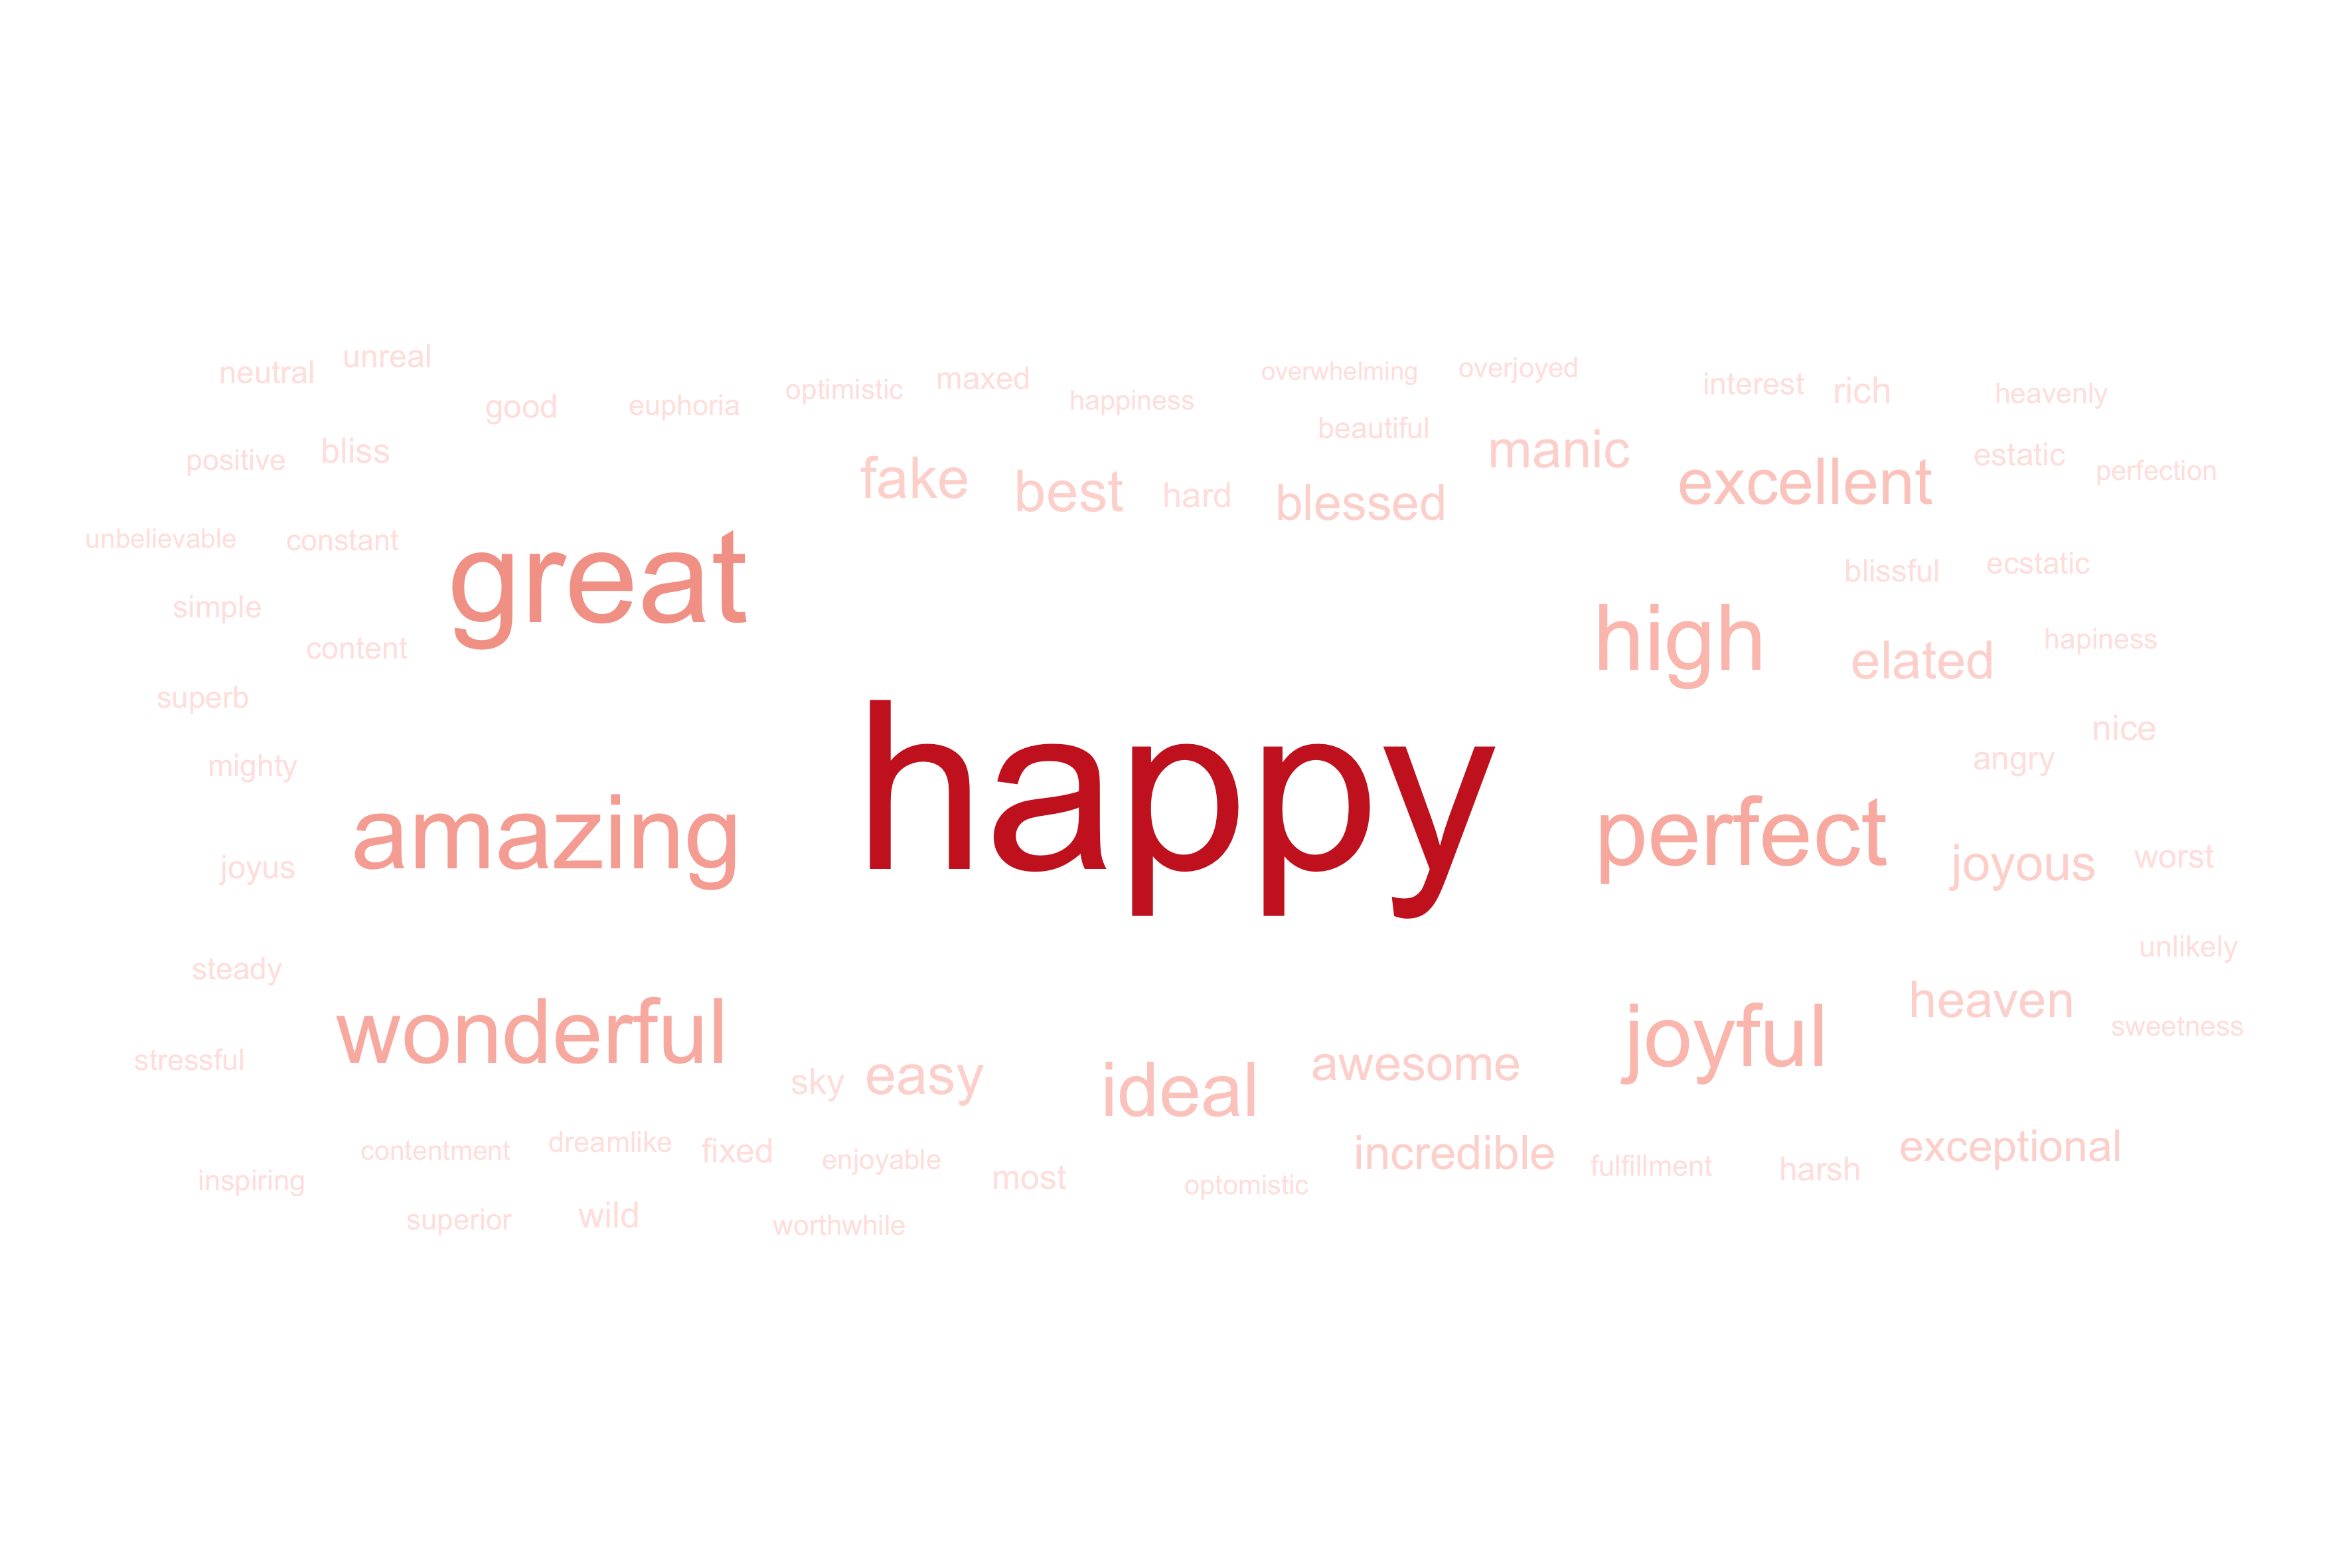 unreal
neutral
good
euphoria
optimistic
maxed
happiness
overwhelming
overjoyed
interest
rich
heavenly
positive
bliss
fake
best
hard
beautiful
blessed
manic
excellent
estatic
perfection
unbelievable
constant
great
blissful
ecstatic
simple
content
high
elated
hapiness
superb
mighty
happy
nice
angry
amazing
perfect
joyous
worst
joyus
steady
unlikely
wonderful
joyful
heaven
sweetness
stressful
sky
easy
ideal
awesome
contentment
dreamlike
fixed
enjoyable
most
incredible
fulfillment
harsh
exceptional
inspiring
optomistic
superior
wild
worthwhile